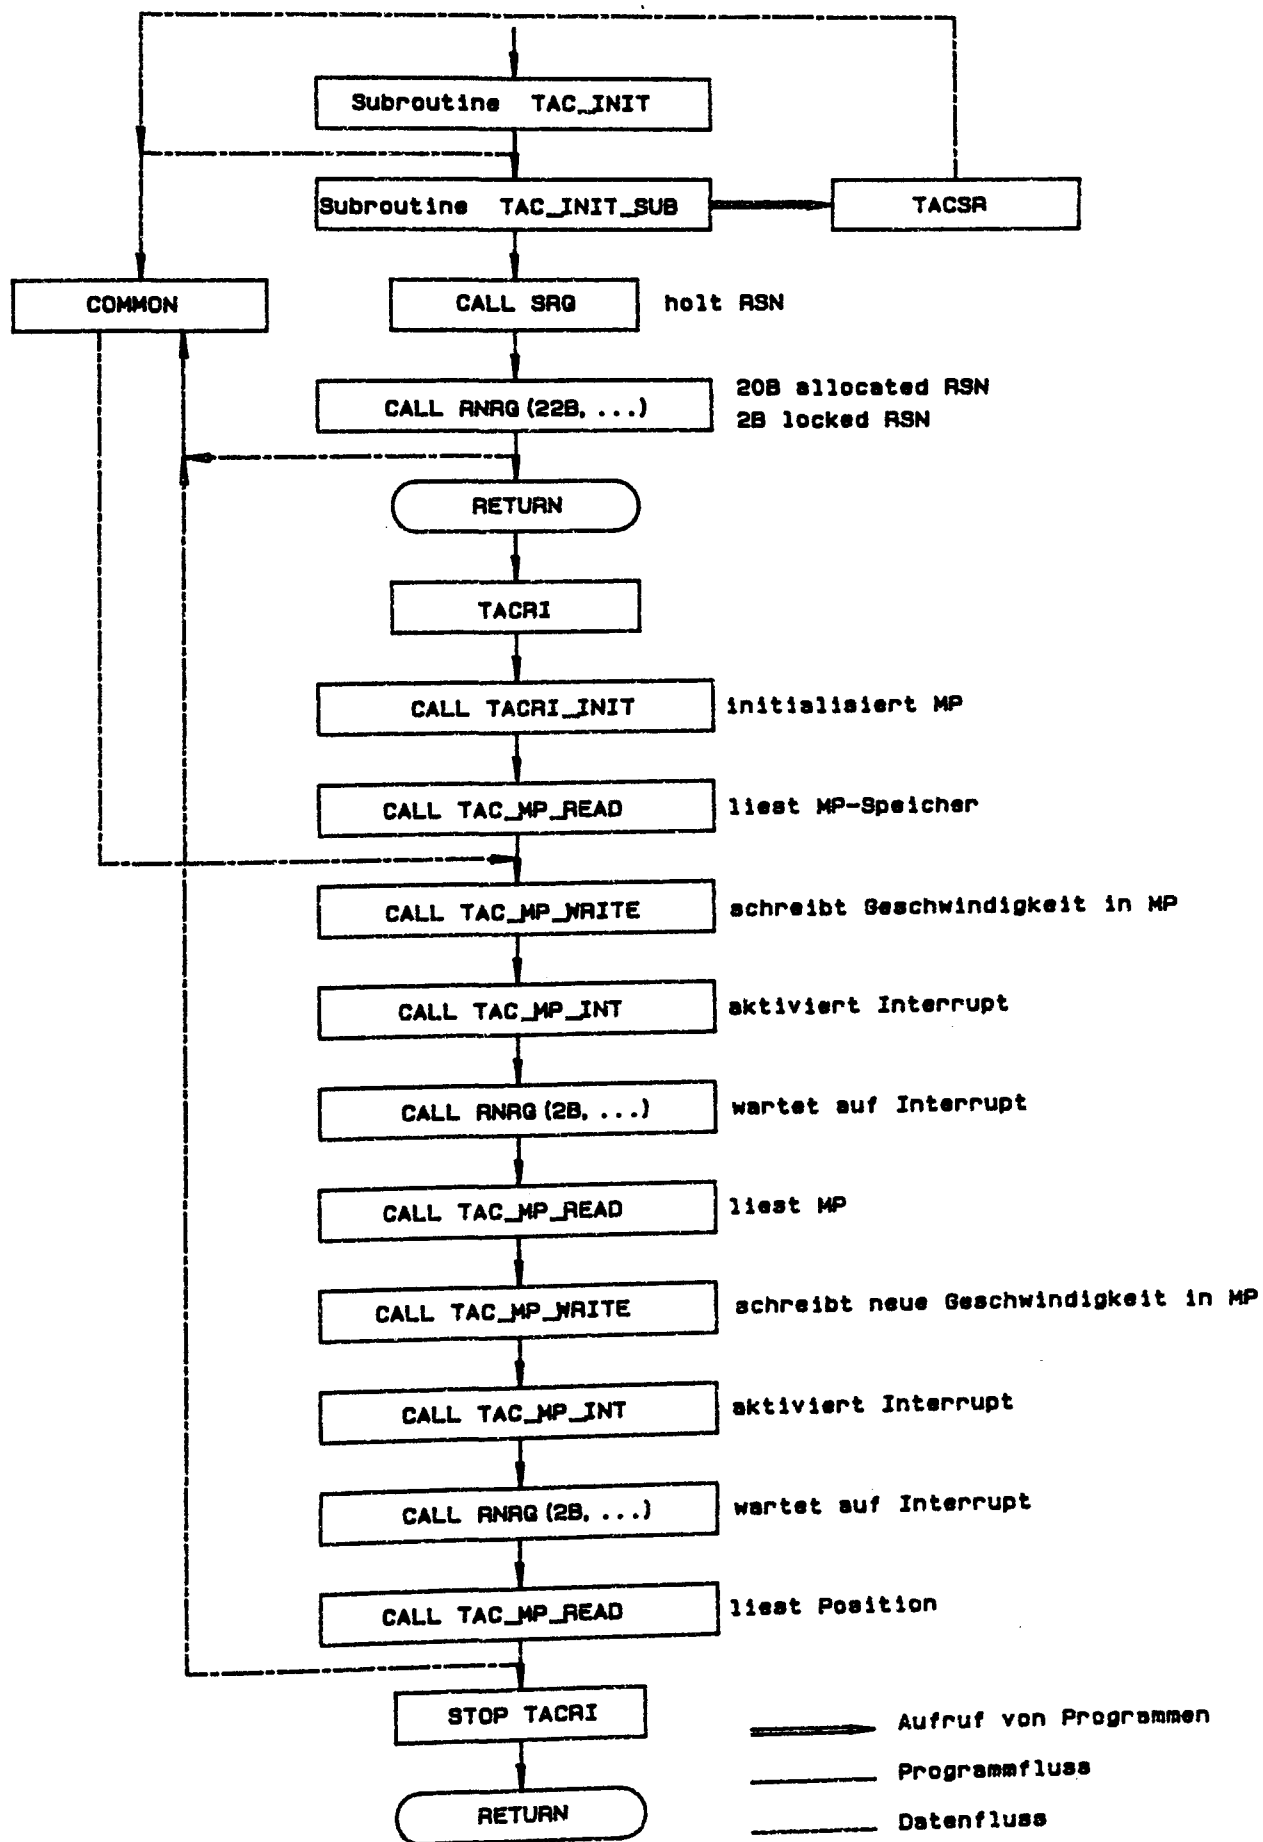 Subroutine TAC_INIT
Subroutine TAC_INIT_SUB
TACSR
COMMON
CALL SRQ
holt RSN
CALL RNRQ (22B, ...)
20B allocated RSN
2B locked RSN
RETURN
TACRI
CALL TACRI_INIT
initialisiert MP
CALL TAC_MP_READ
liest MP-Speicher
CALL TAC_MP_WRITE
schreibt Geschwindigkeit in MP
CALL TAC_MP_INT
aktiviert Interrupt
CALL RNRQ (2B, ...)
wartet auf Interrupt
CALL TAC_MP_READ
liest MP
CALL TAC_MP_WRITE
schreibt neue Geschwindigkeit in MP
CALL TAC_MP_INT
aktiviert Interrupt
CALL RNRQ (2B, ...)
wartet auf Interrupt
CALL TAC_MP_READ
liest Position
STOP TACRI
Aufruf von Programmen
Programmfluss
RETURN
Datenfluss